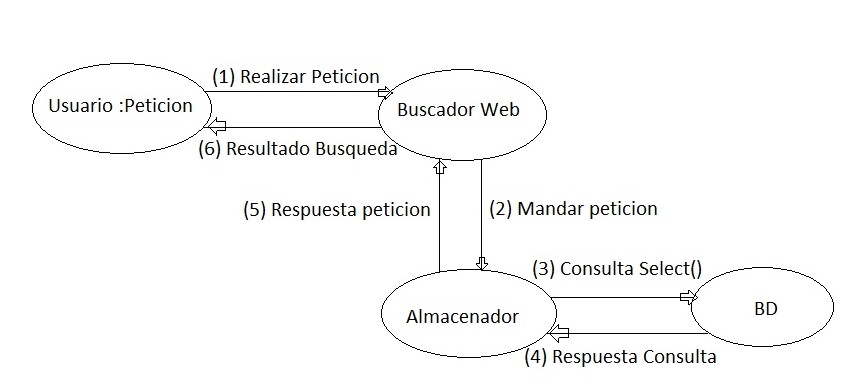 (1) Realizar Peticion
Usuario :Peticion
Buscador Web
(6) Resultado Busqueda
(5) Respuesta peticion
(2) Mandar peticion
(3) Consulta Select()
Almacenador
BD
(4) Respuesta Consulta